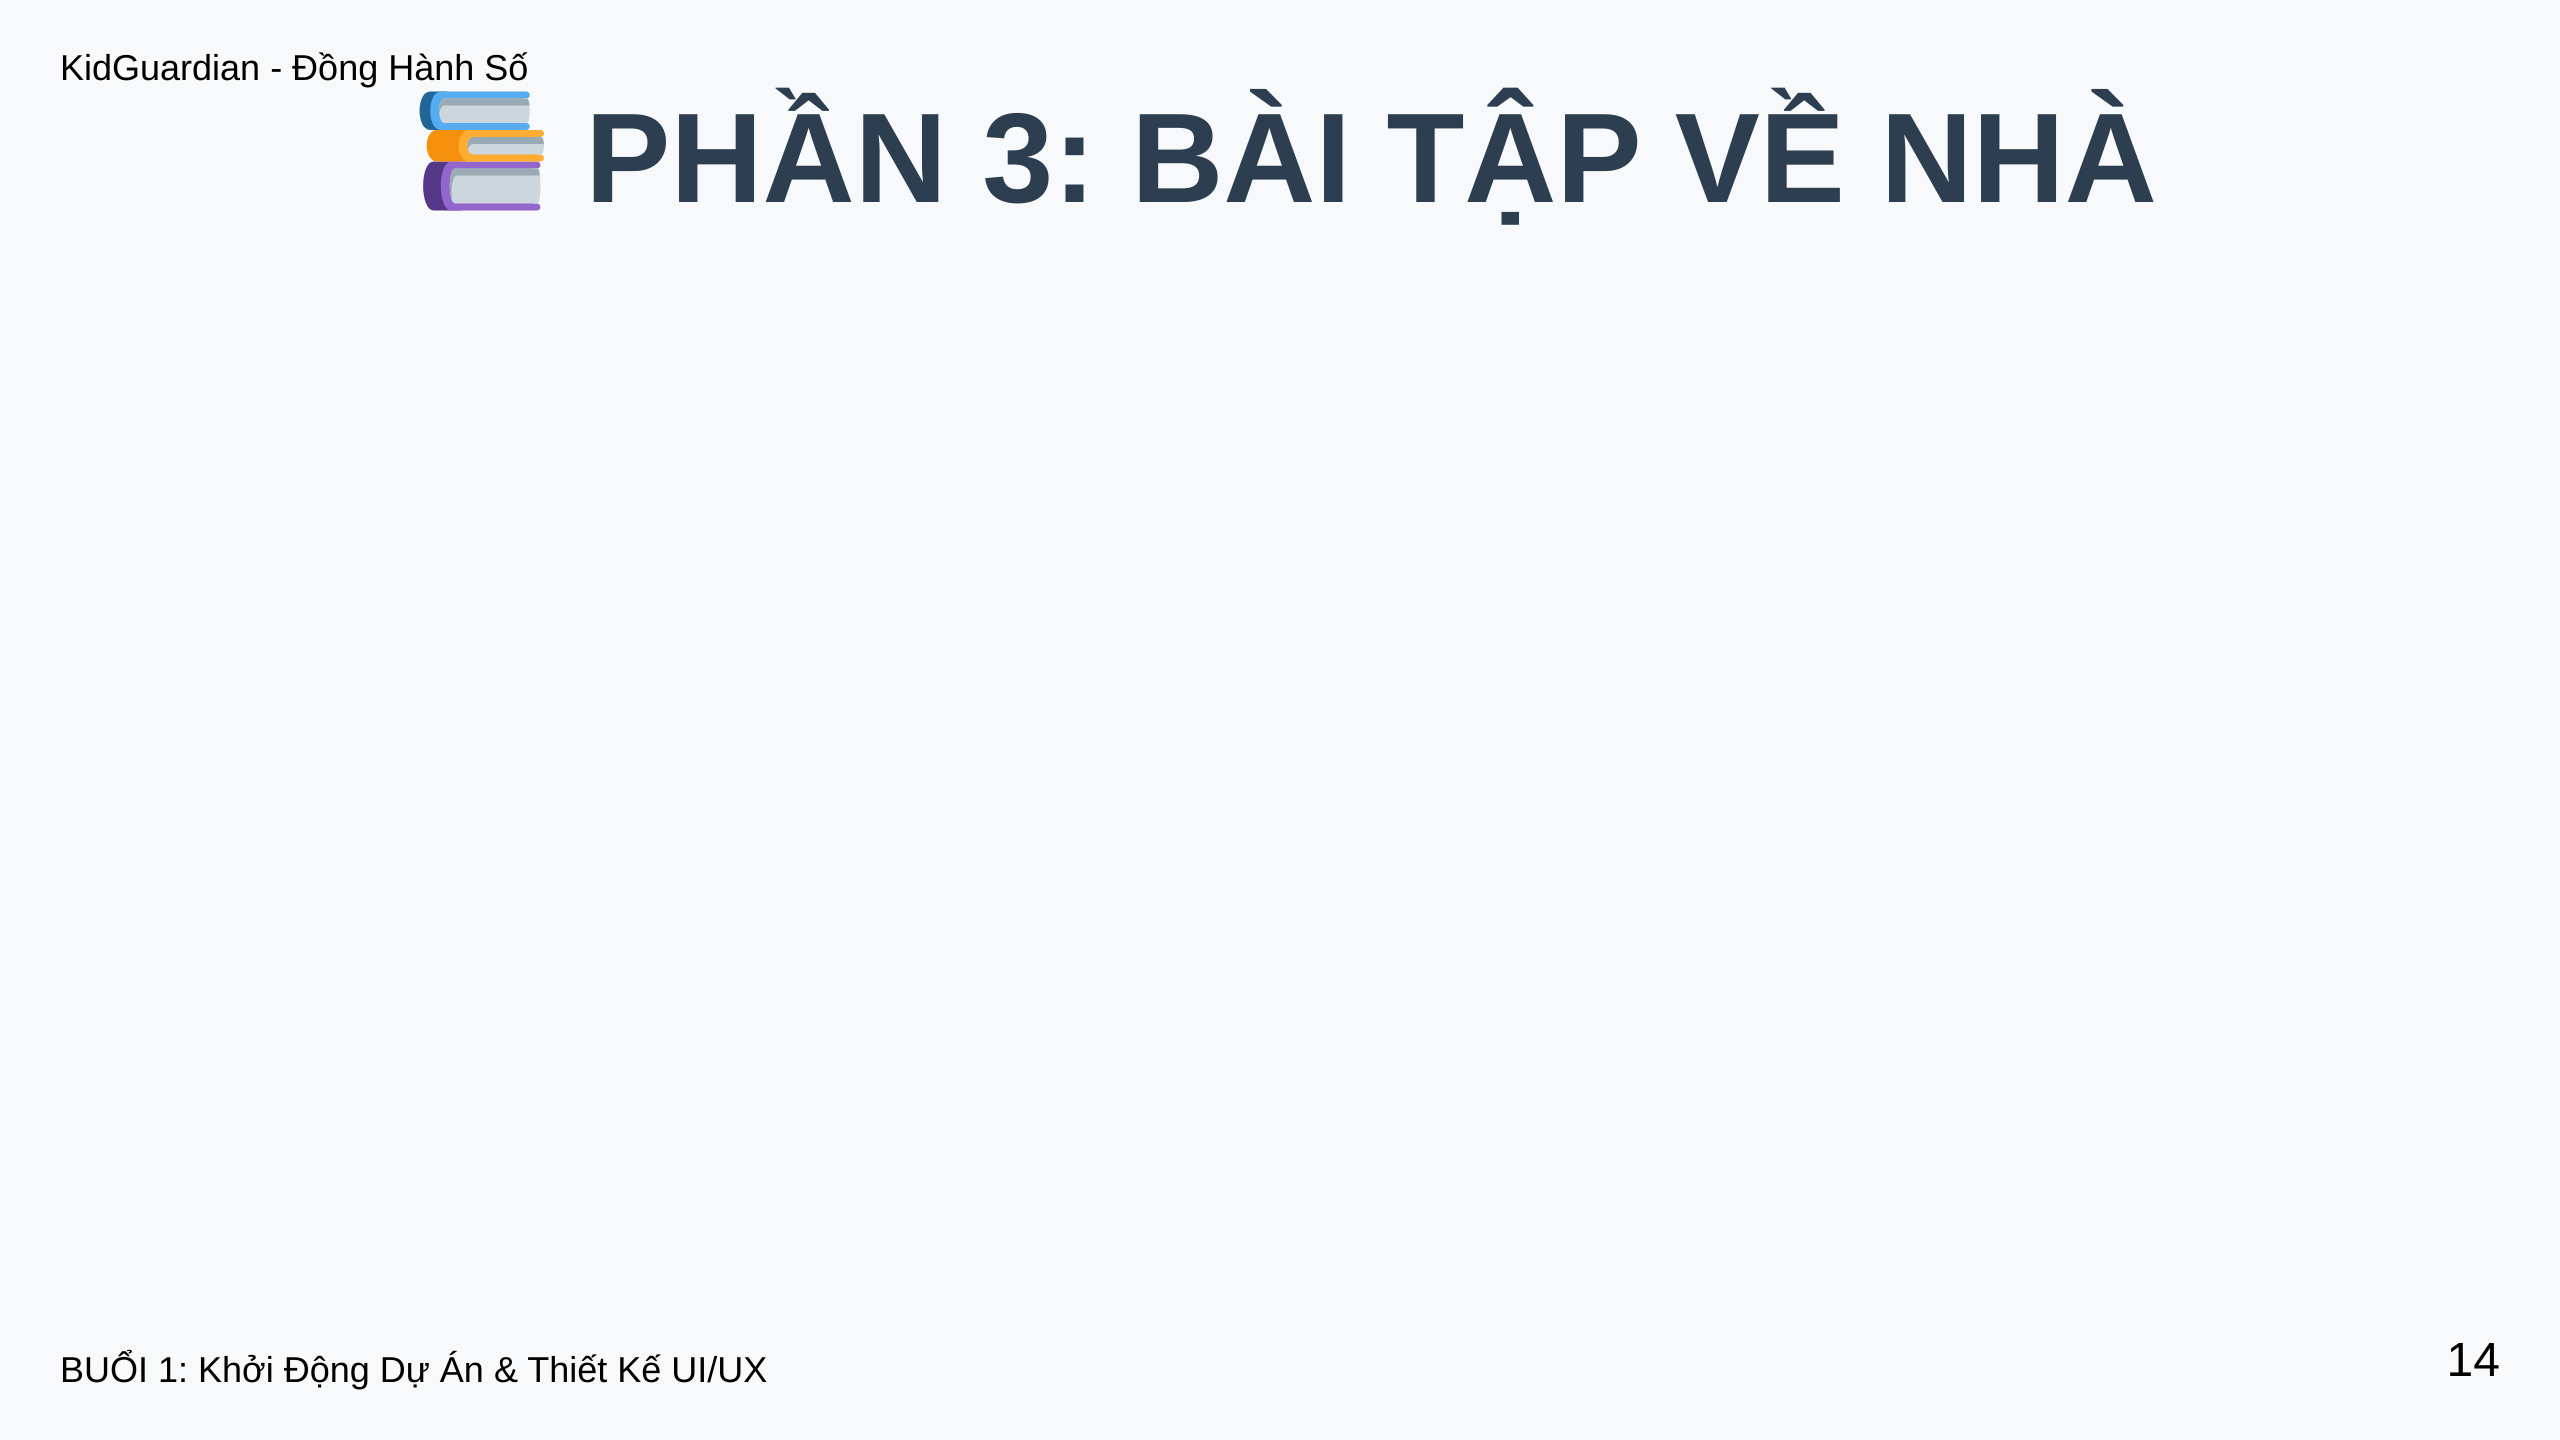 KidGuardian - Đồng Hành Số
PHẦN 3: BÀI TẬP VỀ NHÀ
BUỔI 1: Khởi Động Dự Án & Thiết Kế UI/UX
14